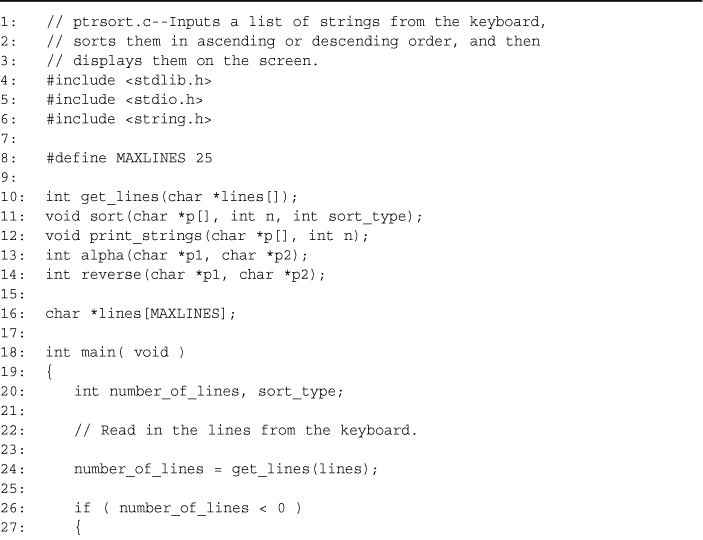 1: // ptrsort.c--Inputs a list of strings from the keyboard,
2: // sorts them in ascending or descending order, and then
3: // displays them on the screen.
4: #include <stdlib.h>
5: #include <stdio.h>
6: #include <string.h>
7:
8: #define MAXLINES 25
9:
10: int get_lines(char *lines[]);
11: void sort(char *p[], int n, int sort_type);
12: void print_strings(char *p[], int n);
13: int alpha(char *p1, char *p2);
14: int reverse(char *p1, char *p2);
15:
16: char *lines[MAXLINES];
17:
18: int main( void )
19: {
20:    int number_of_lines, sort_type;
21:
22:    // Read in the lines from the keyboard.
23:
24:    number_of_lines = get_lines(lines);
25:
26:    if ( number_of_lines < 0 )
27:    {